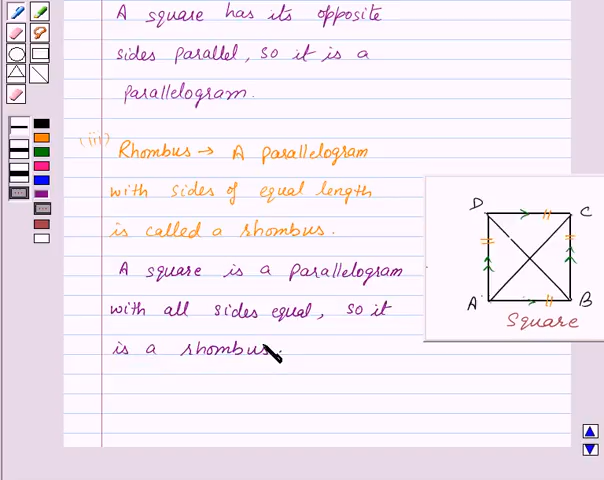 A square has its opposite
sides parallel, so it is a
parallelogram.
(iii) Rhombus → A parallelogram
with sides of equal length
is called a rhombus.
A square is a parallelogram
with all sides equal, so it
is a rhombus.
D C
A B
Square